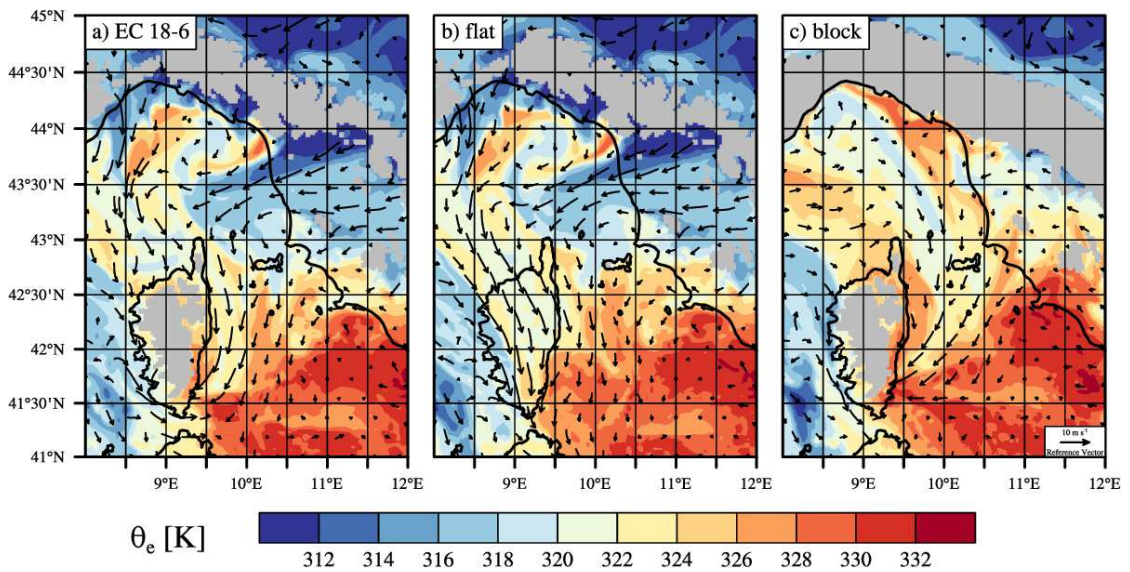 a) EC 18-6
b) flat
c) block
45°N
44°30'N
44°N
43°30'N
43°N
42°30'N
42°N
41°30'N
41°N
10 m s⁻¹
Reference Vector
9°E 10°E 11°E 12°E 9°E 10°E 11°E 12°E 9°E 10°E 11°E 12°E
θe [K]
312 314 316 318 320 322 324 326 328 330 332